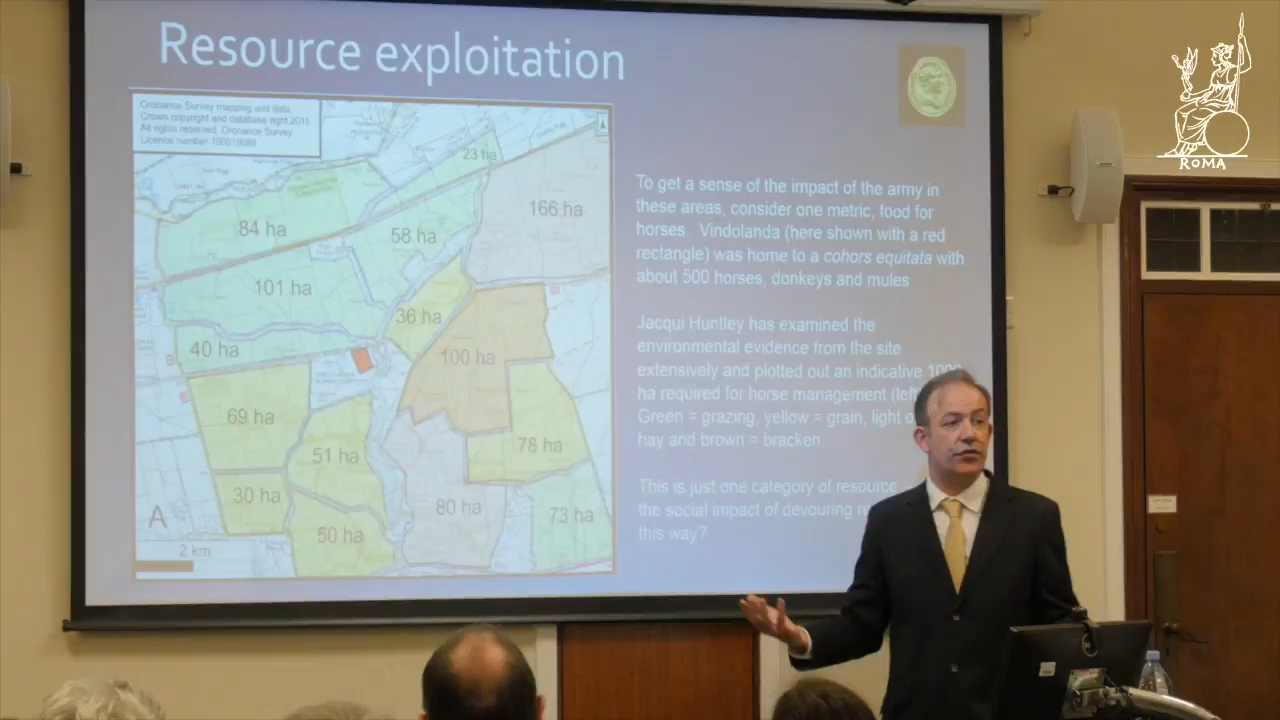 Resource exploitation
Ordnance Survey mapping and data.
Crown copyright and database right 2011
All rights reserved. Ordnance Survey
Licence number 100019088
ROMA
23 ha
84 ha
58 ha
166 ha
101 ha
36 ha
40 ha
100 ha
69 ha
51 ha
78 ha
30 ha
80 ha
73 ha
50 ha
A
2 km
To get a sense of the impact of the army in
these areas, consider one metric, food for
horses. Vindolanda (here shown with a red
rectangle) was home to a cohors equitata with
about 500 horses, donkeys and mules
Jacqui Huntley has examined the
environmental evidence from the site
extensively and plotted out an indicative
ha required for horse management
Green = grazing, yellow = grain, light
hay and brown = bracken
This is just one category of resource
the social impact of devouring
this way?